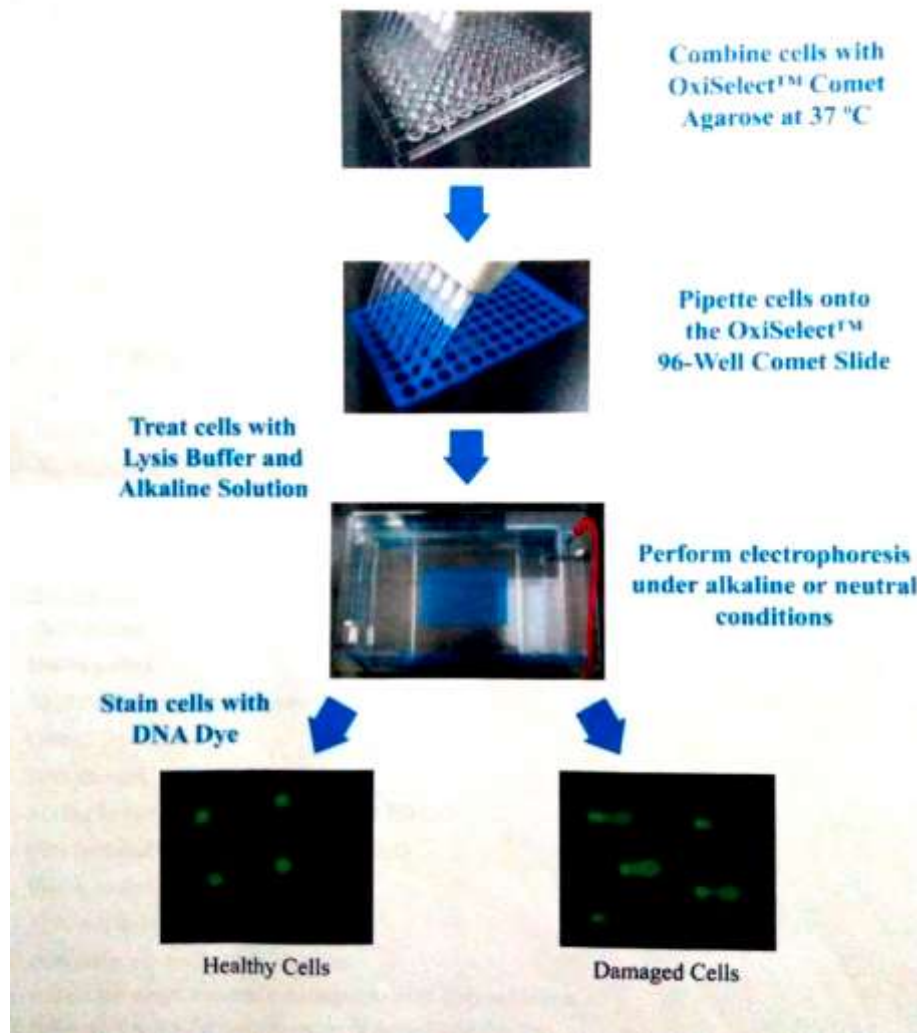 Combine cells with
OxiSelect™ Comet
Agarose at 37 ºC
Pipette cells onto
the OxiSelect™
96-Well Comet Slide
Treat cells with
Lysis Buffer and
Alkaline Solution
Perform electrophoresis
under alkaline or neutral
conditions
Stain cells with
DNA Dye
Healthy Cells
Damaged Cells